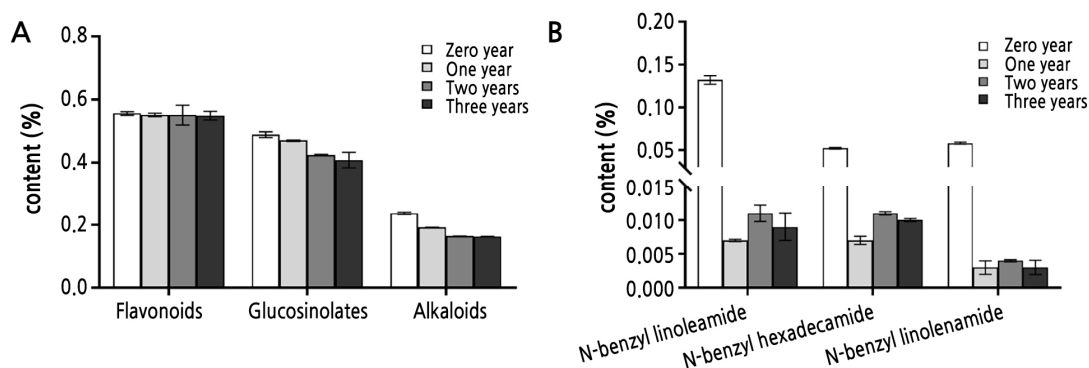 A
content (%)
0.8
0.6
0.4
0.2
0.0
Zero year
One year
Two years
Three years
Flavonoids
Glucosinolates
Alkaloids
B
content (%)
0.20
0.15
0.10
0.05
0.015
0.010
0.005
0.000
Zero year
One year
Two years
Three years
N-benzyl linoleamide
N-benzyl hexadecamide
N-benzyl linolenamide